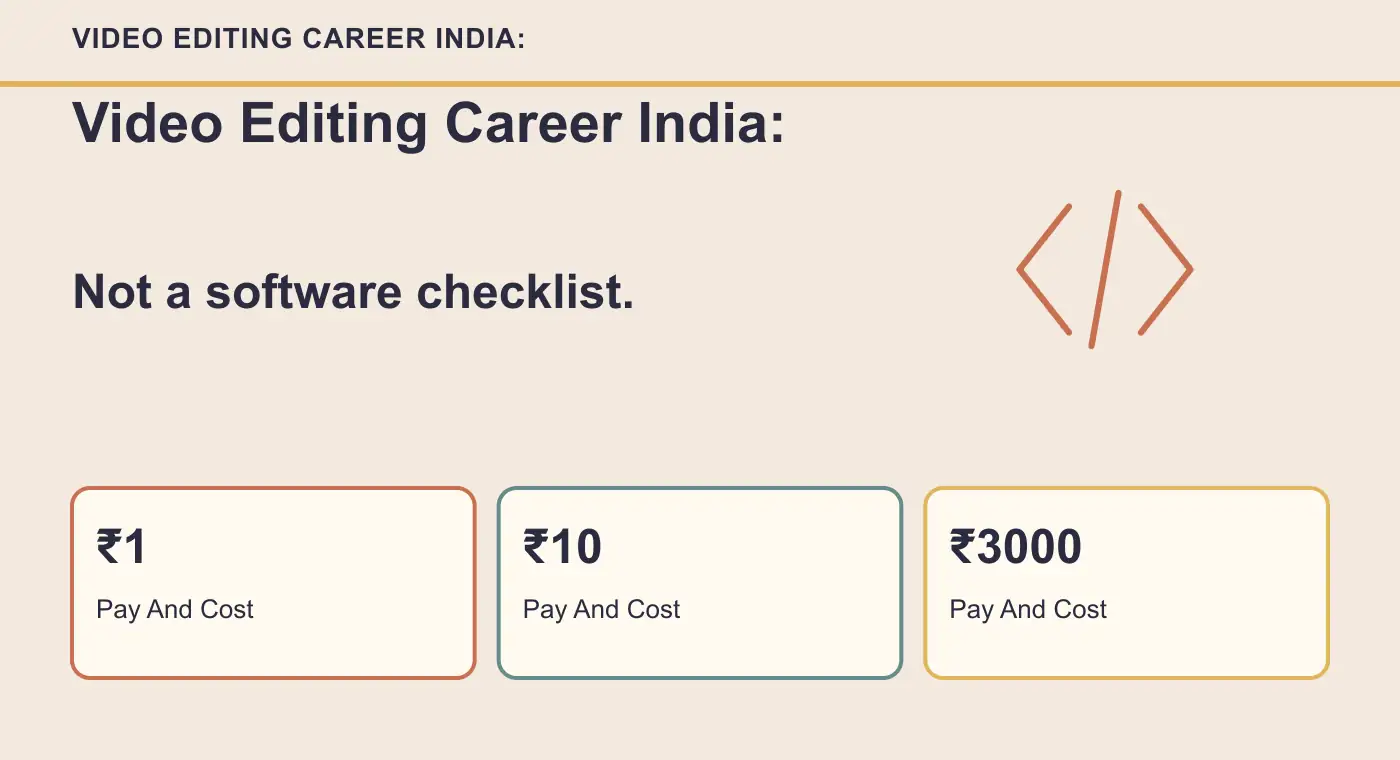 VIDEO EDITING CAREER INDIA:
Video Editing Career India:
Not a software checklist.
₹1
Pay And Cost
₹10
Pay And Cost
₹3000
Pay And Cost